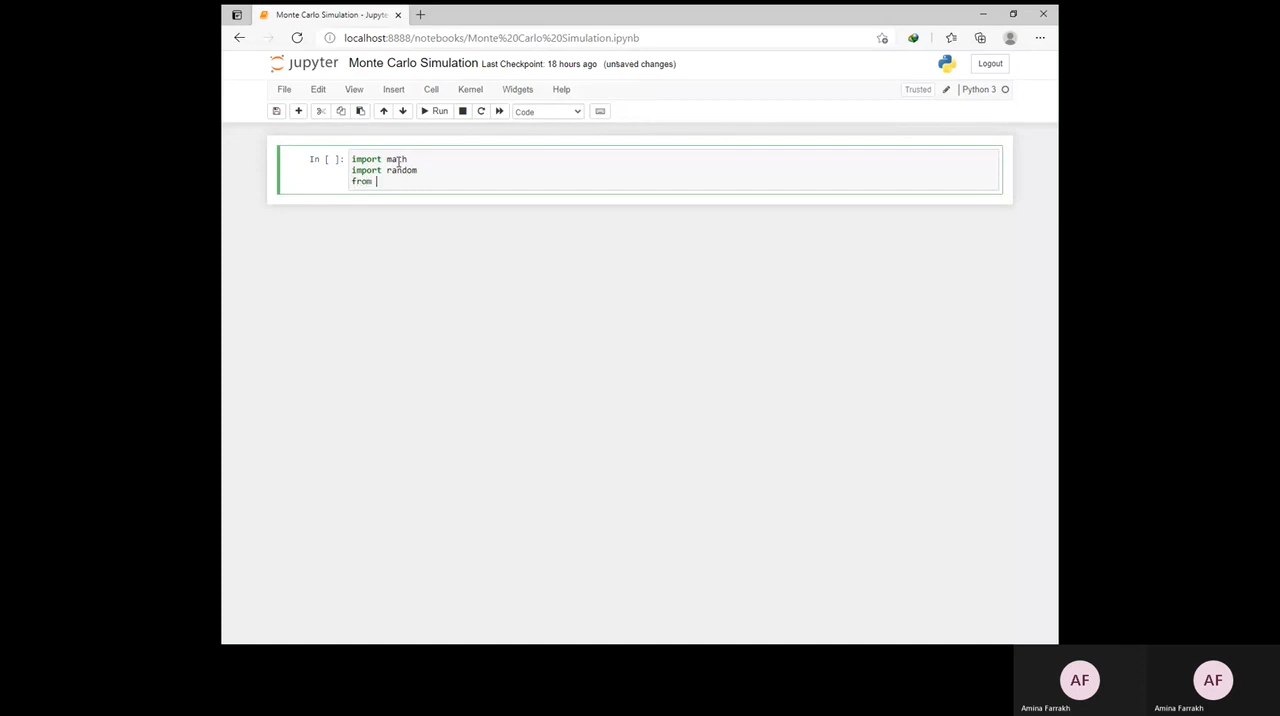 Monte Carlo Simulation - Jupyte
localhost:8888/notebooks/Monte%20Carlo%20Simulation.ipynb
jupyter Monte Carlo Simulation Last Checkpoint: 18 hours ago (unsaved changes) Logout
File Edit View Insert Cell Kernel Widgets Help Trusted Python 3
Run Code
In [ ]: import math
import random
from
AF AF
Amina Farrakh Amina Farrakh